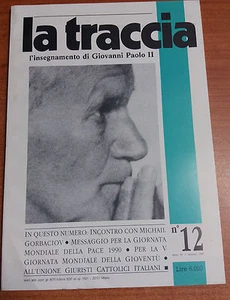 la traccia
l'insegnamento di Giovanni Paolo II
n° 12
IN QUESTO NUMERO: INCONTRO CON MICHAIL
GORBACIOV • MESSAGGIO PER LA GIORNATA
MONDIALE DELLA PACE 1990 • PER LA V
GIORNATA MONDIALE DELLA GIOVENTÙ •
ALL'UNIONE GIURISTI CATTOLICI ITALIANI •
Lire 6.000